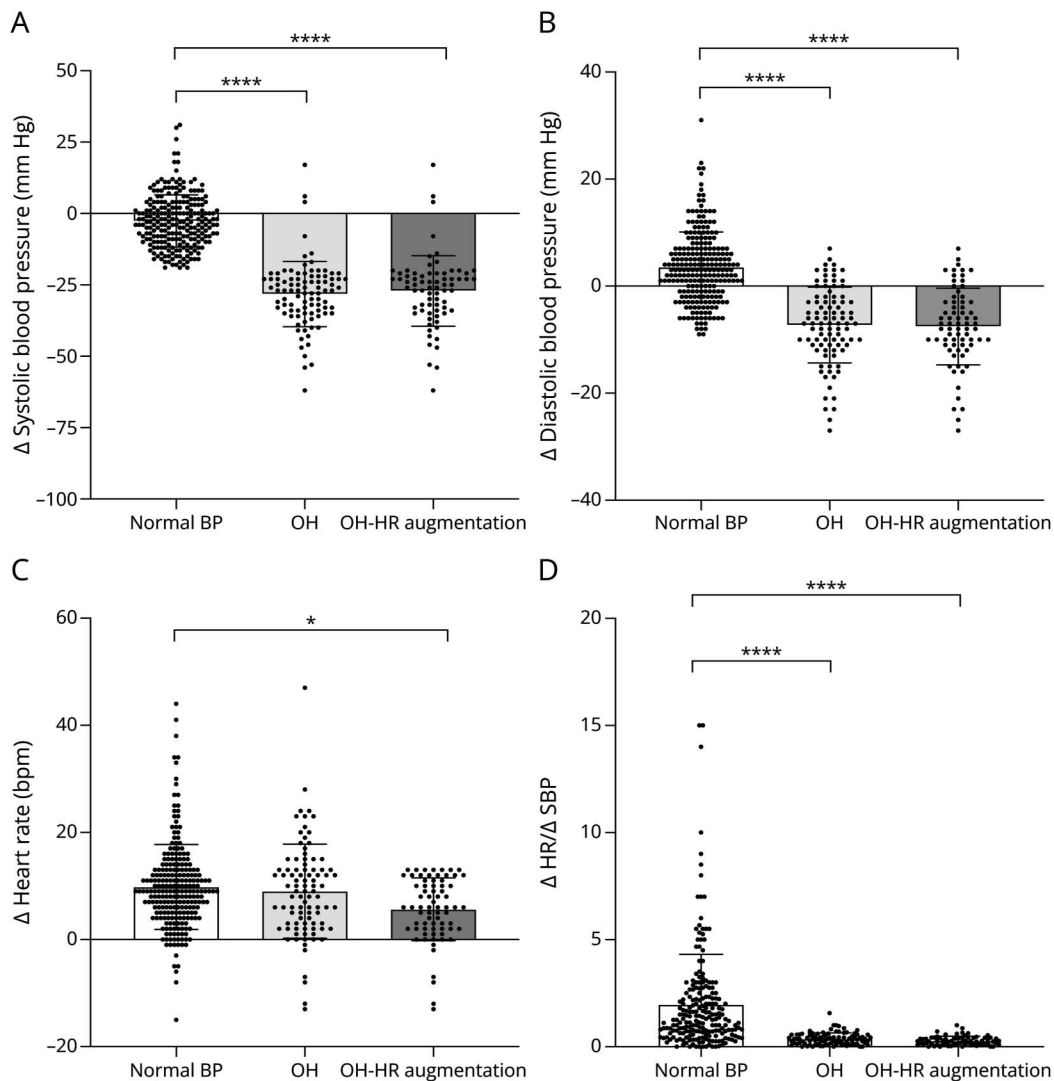 A
Δ Systolic blood pressure (mm Hg)
50
25
0
–25
–50
–75
–100
****
****
Normal BP
OH
OH-HR augmentation
B
Δ Diastolic blood pressure (mm Hg)
40
20
0
–20
–40
****
****
Normal BP
OH
OH-HR augmentation
C
Δ Heart rate (bpm)
60
40
20
0
–20
*
Normal BP
OH
OH-HR augmentation
D
Δ HR/Δ SBP
20
15
10
5
0
****
****
Normal BP
OH
OH-HR augmentation